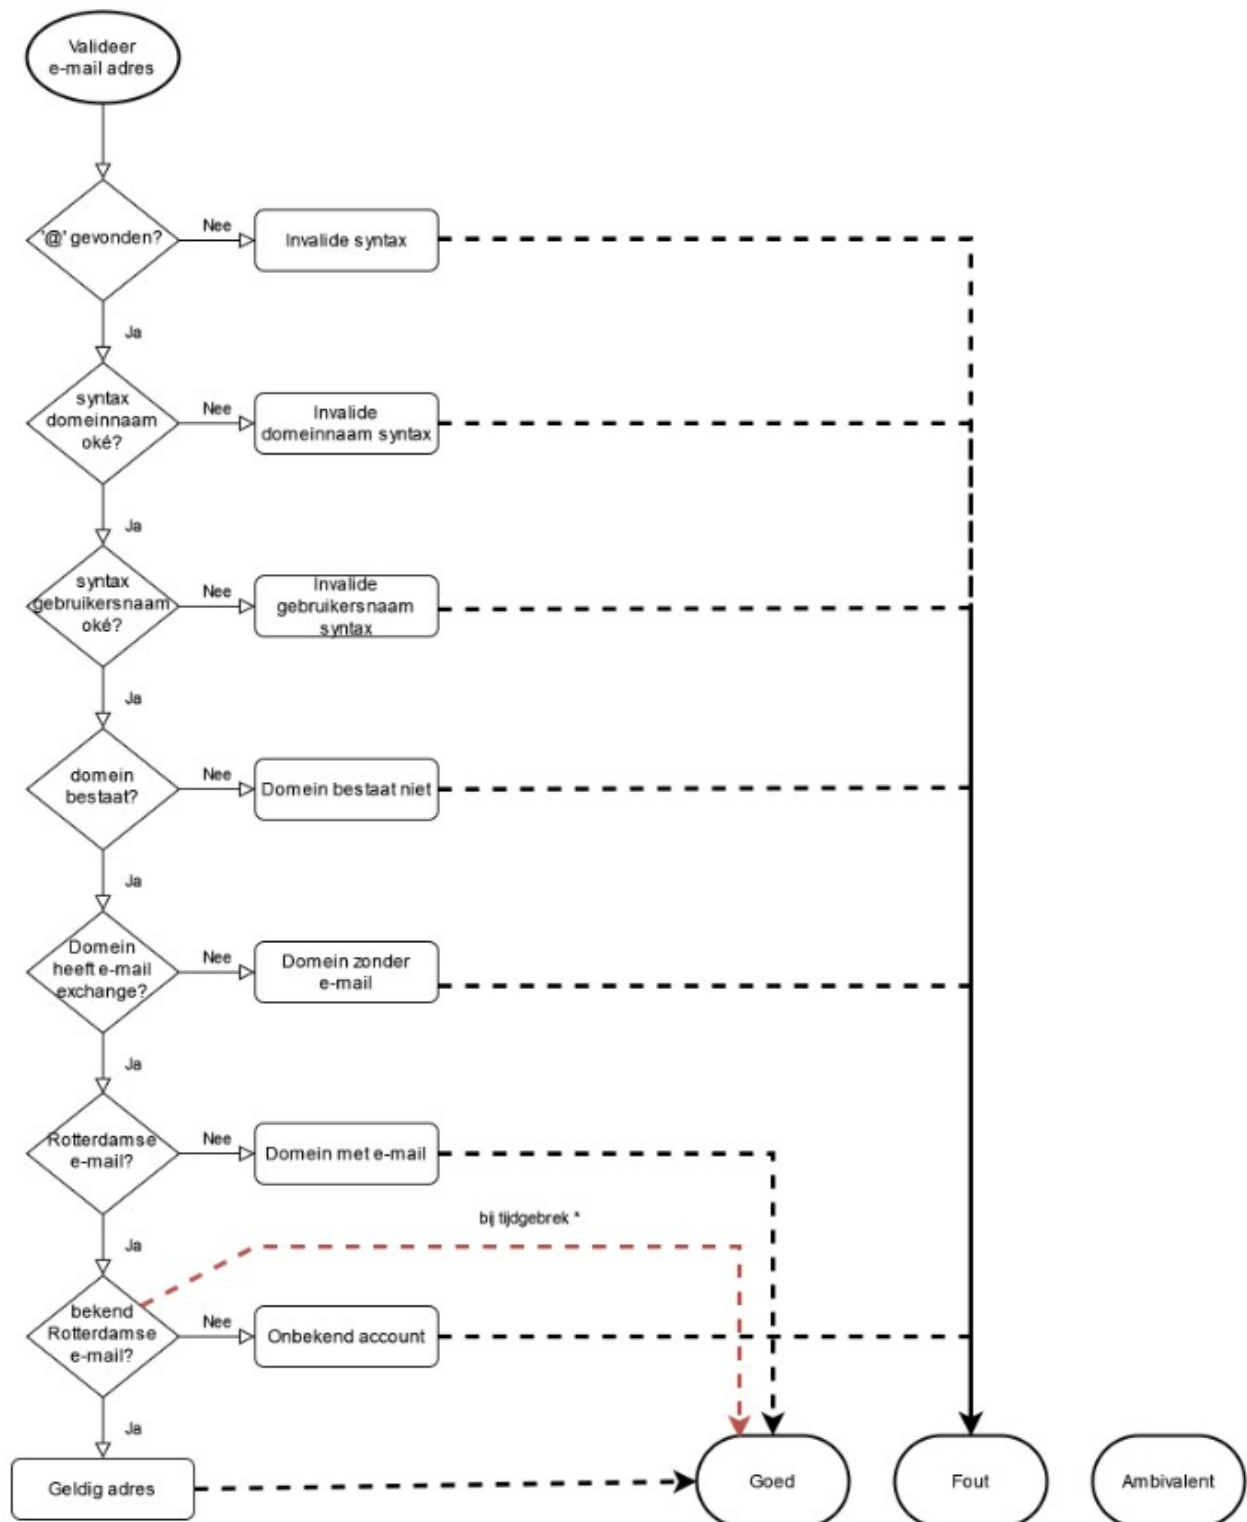 Valideer
e-mail adres
'@' gevonden?
Nee
Invalide syntax
Ja
syntax
domeinnaam
oké?
Nee
Invalide
domeinnaam syntax
Ja
syntax
gebruikersnaam
oké?
Nee
Invalide
gebruikersnaam
syntax
Ja
domein
bestaat?
Nee
Domein bestaat niet
Ja
Domein
heeft e-mail
exchange?
Nee
Domein zonder
e-mail
Ja
Rotterdamse
e-mail?
Nee
Domein met e-mail
bij tijdgebrek *
Ja
bekend
Rotterdamse
e-mail?
Nee
Onbekend account
Ja
Geldig adres
Goed
Fout
Ambivalent